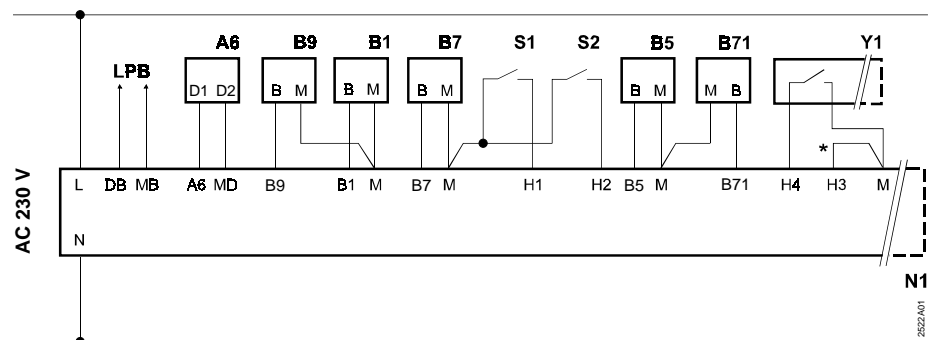 A6 B9 B1 B7 S1 S2 B5 B71 Y1
LPB
D1 D2 B M B M B M B M M B
*
L DB MB A6 MD B9 B1 M B7 M H1 H2 B5 M B71 H4 H3 M
AC 230 V
N
N1
2522A01